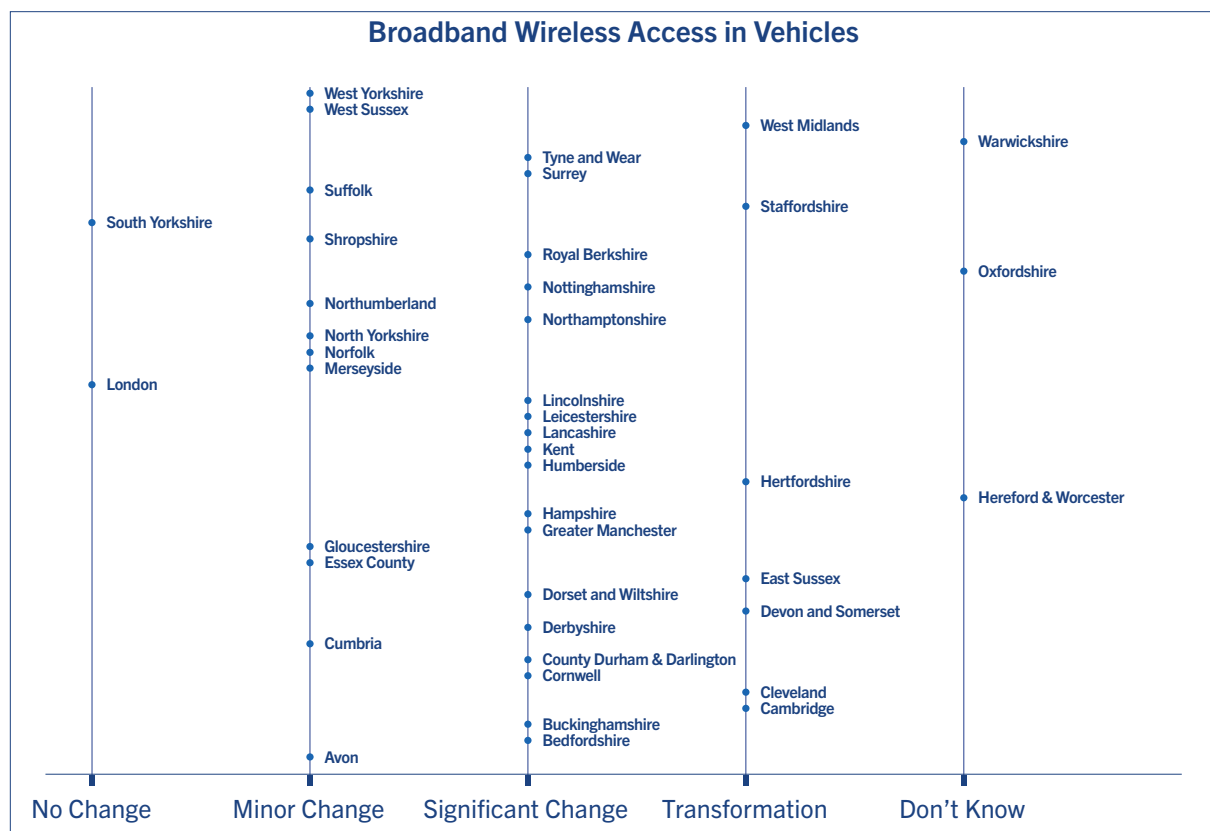 Broadband Wireless Access in Vehicles
West Yorkshire
West Sussex
West Midlands
Warwickshire
Tyne and Wear
Surrey
Suffolk
Staffordshire
South Yorkshire
Shropshire
Royal Berkshire
Oxfordshire
Nottinghamshire
Northumberland
Northamptonshire
North Yorkshire
Norfolk
Merseyside
London
Lincolnshire
Leicestershire
Lancashire
Kent
Humberside
Hertfordshire
Hereford & Worcester
Hampshire
Greater Manchester
Gloucestershire
Essex County
East Sussex
Dorset and Wiltshire
Devon and Somerset
Derbyshire
Cumbria
County Durham & Darlington
Cornwell
Cleveland
Cambridge
Buckinghamshire
Bedfordshire
Avon
No Change Minor Change Significant Change Transformation Don’t Know